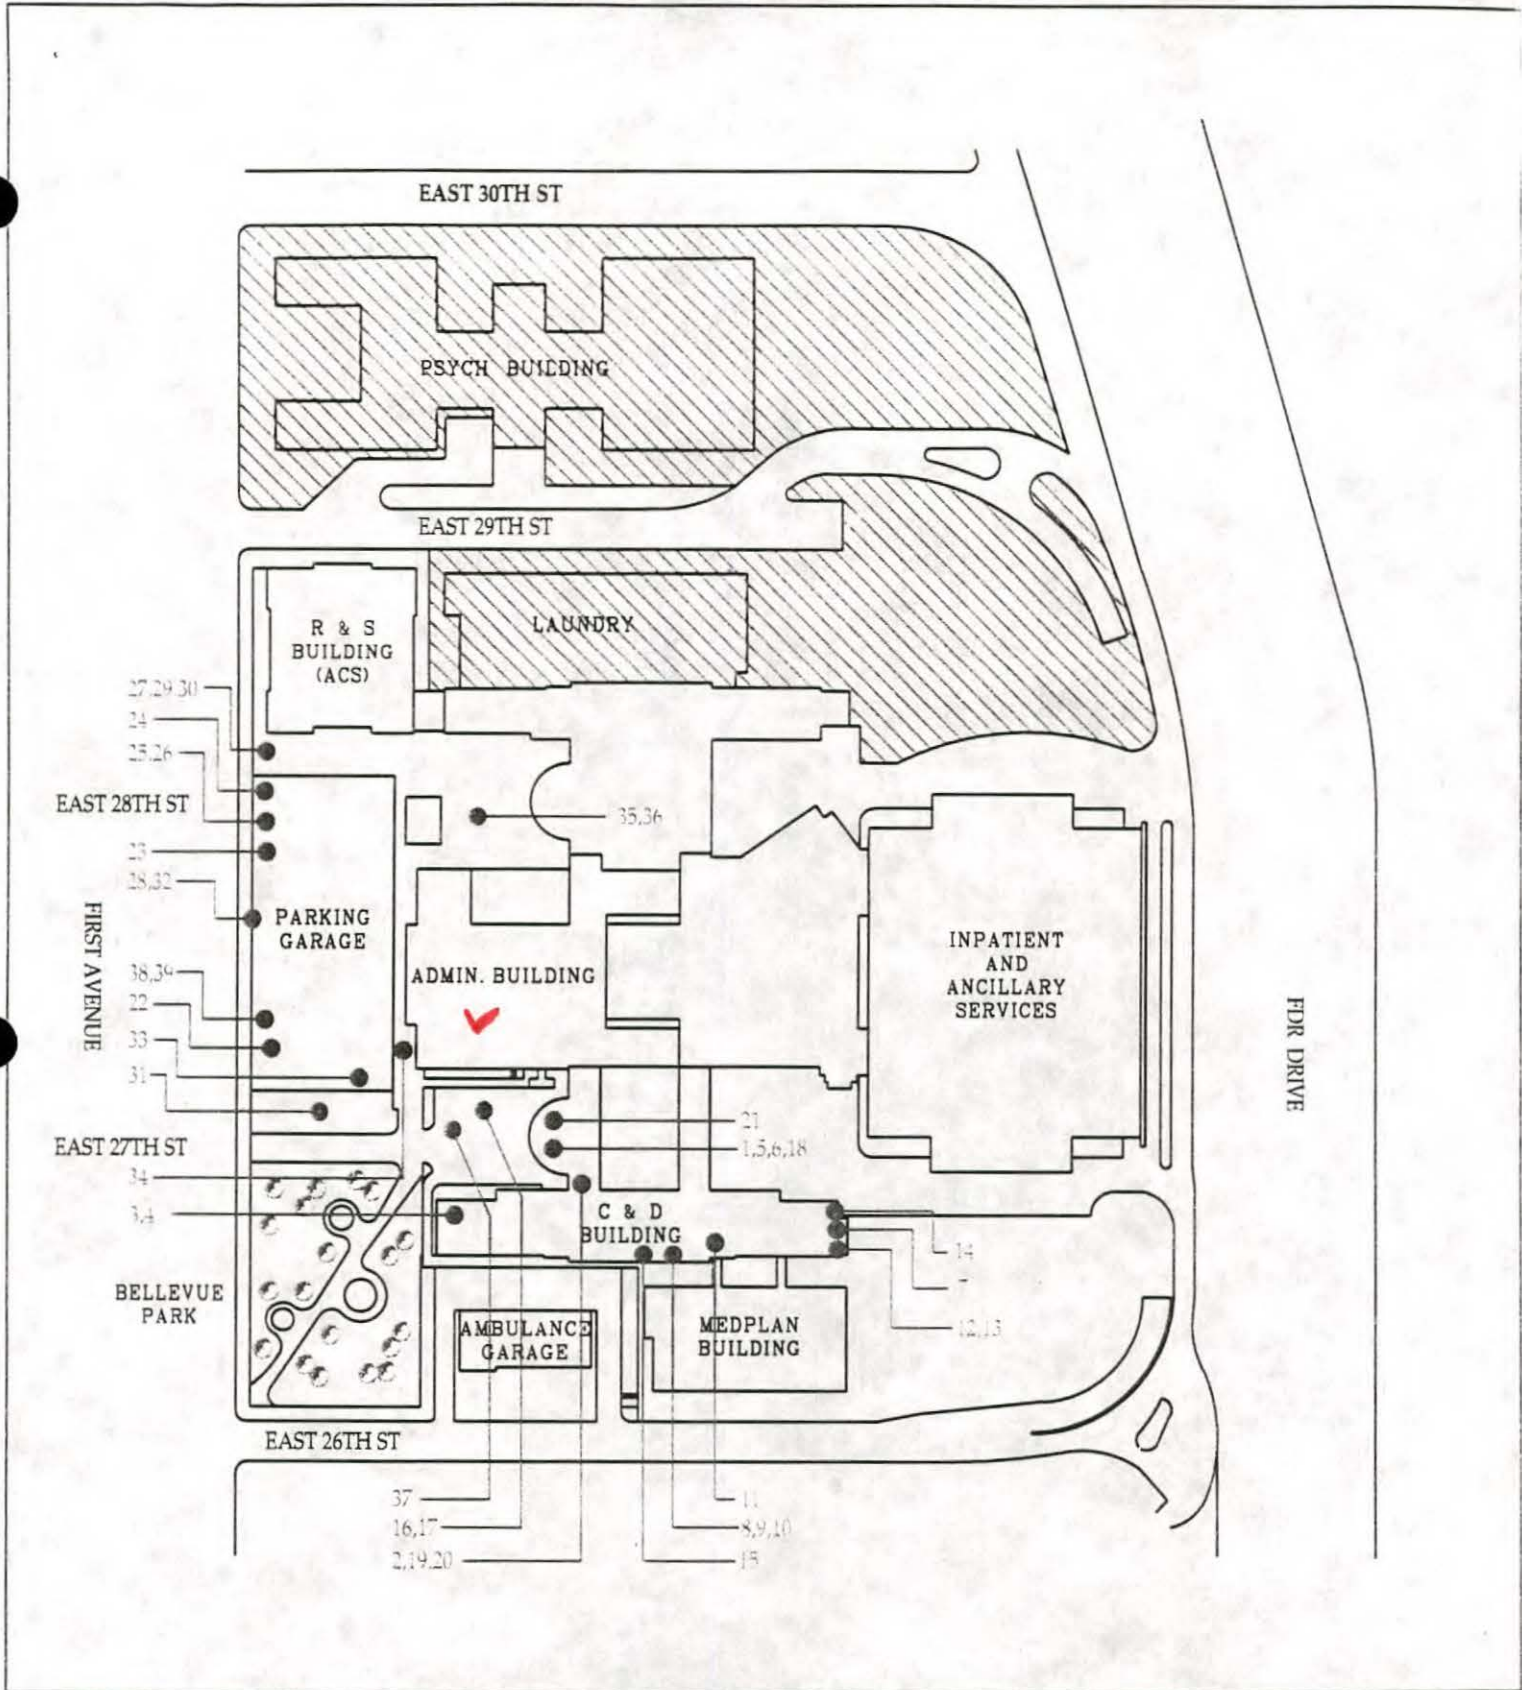 EAST 30TH ST
PSYCH BUILDING
EAST 29TH ST
R & S
BUILDING
(ACS)
LAUNDRY
27,29,30
24
25,26
EAST 28TH ST
23
28,32
35,36
FIRST AVENUE
PARKING
GARAGE
ADMIN. BUILDING
INPATIENT
AND
ANCILLARY
SERVICES
38,39
22
33
31
FDR DRIVE
21
1,5,6,18
EAST 27TH ST
34
3,4
C & D
BUILDING
14
7
12,13
BELLEVUE
PARK
AMBULANCE
GARAGE
MEDPLAN
BUILDING
EAST 26TH ST
37
16,17
2,19,20
11
8,9,10
15